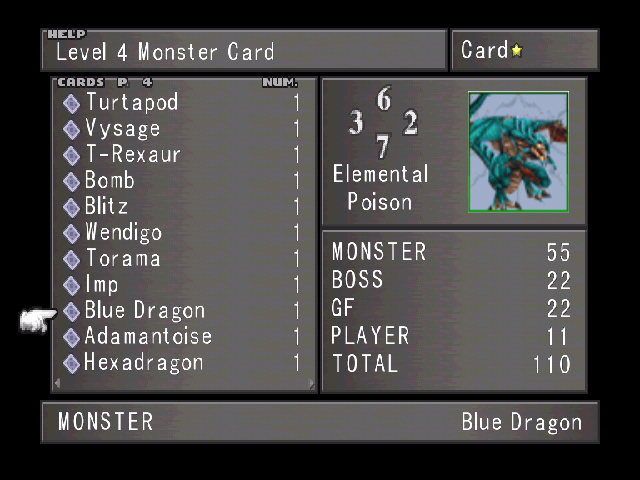 HELP
Level 4 Monster Card
Card
CARDS P. 4 NUM.
Turtapod 1
Vysage 1
T-Rexaur 1
Bomb 1
Blitz 1
Wendigo 1
Torama 1
Imp 1
Blue Dragon 1
Adamantoise 1
Hexadragon 1
6
3 2
7
Elemental
Poison
MONSTER 55
BOSS 22
GF 22
PLAYER 11
TOTAL 110
MONSTER Blue Dragon